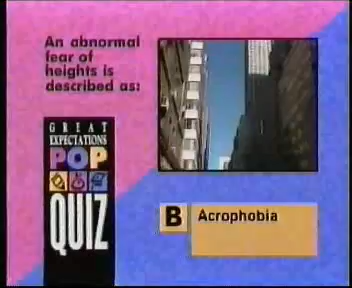 An abnormal
fear of
heights is
described as:
GREAT
EXPECTATIONS
POP
QUIZ
B Acrophobia